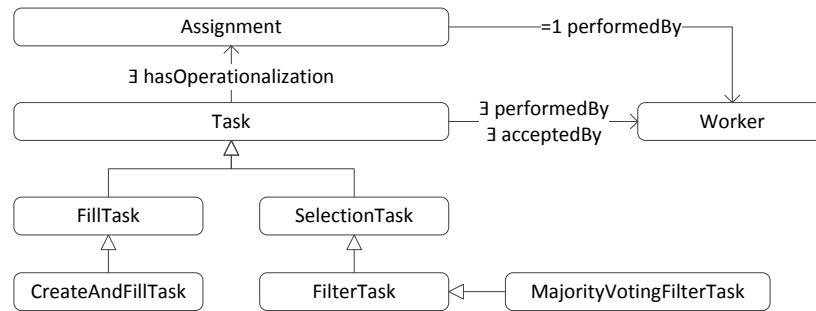 Assignment
=1 performedBy
∃ hasOperationalization
Task
∃ performedBy
∃ acceptedBy
Worker
FillTask
SelectionTask
CreateAndFillTask
FilterTask
MajorityVotingFilterTask